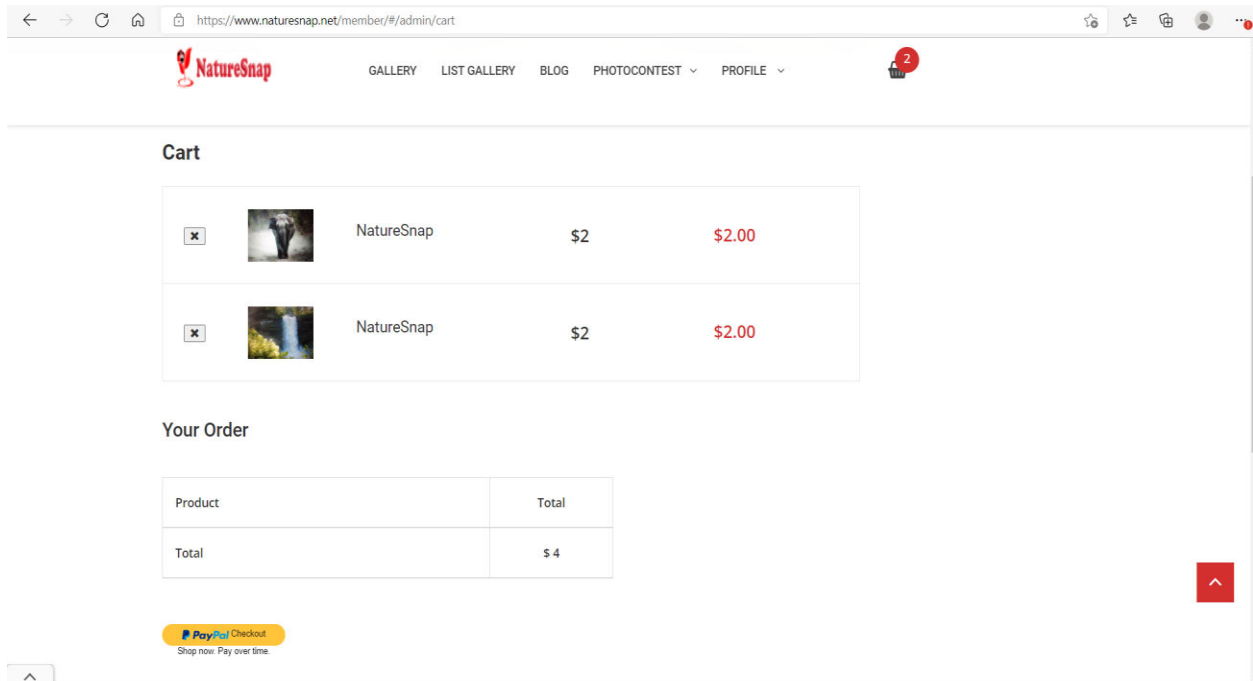 https://www.naturesnap.net/member/#/admin/cart
NatureSnap GALLERY LIST GALLERY BLOG PHOTOCONTEST PROFILE 2
Cart
NatureSnap $2 $2.00
NatureSnap $2 $2.00
Your Order
Product Total
Total $ 4
PayPal Checkout
Shop now. Pay over time.